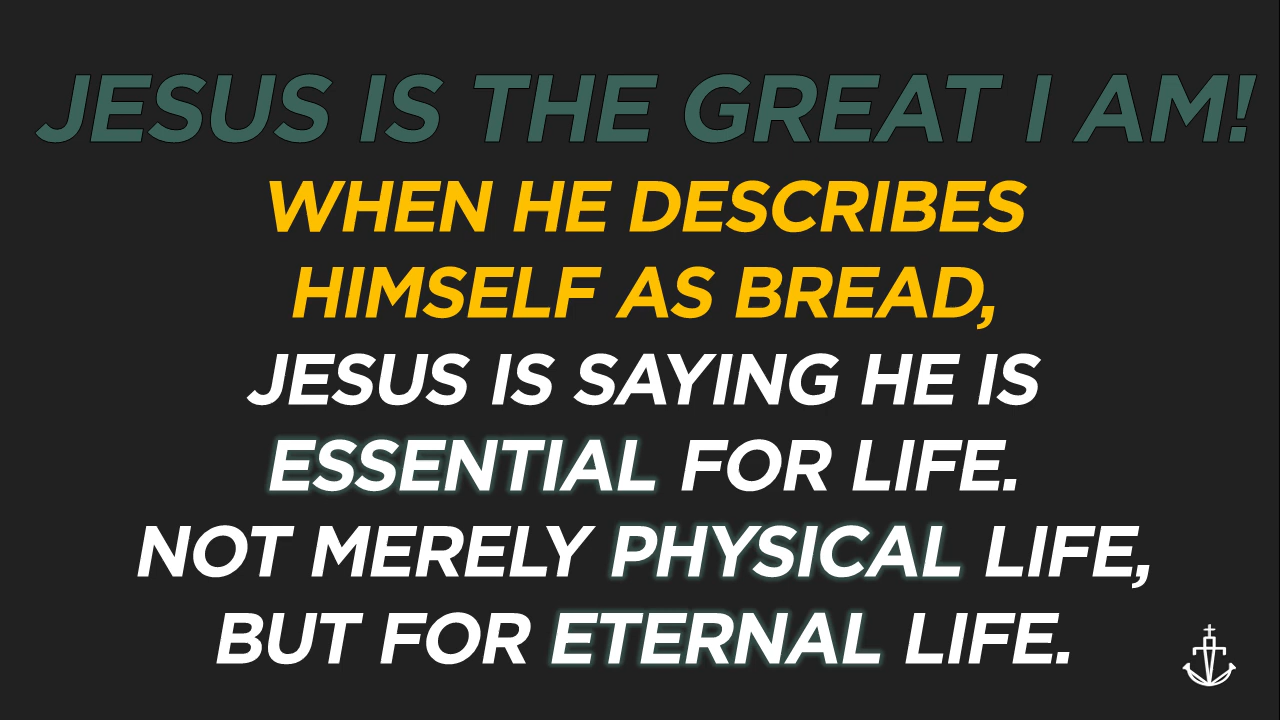 JESUS IS THE GREAT I AM!
WHEN HE DESCRIBES
HIMSELF AS BREAD,
JESUS IS SAYING HE IS
ESSENTIAL FOR LIFE.
NOT MERELY PHYSICAL LIFE,
BUT FOR ETERNAL LIFE.